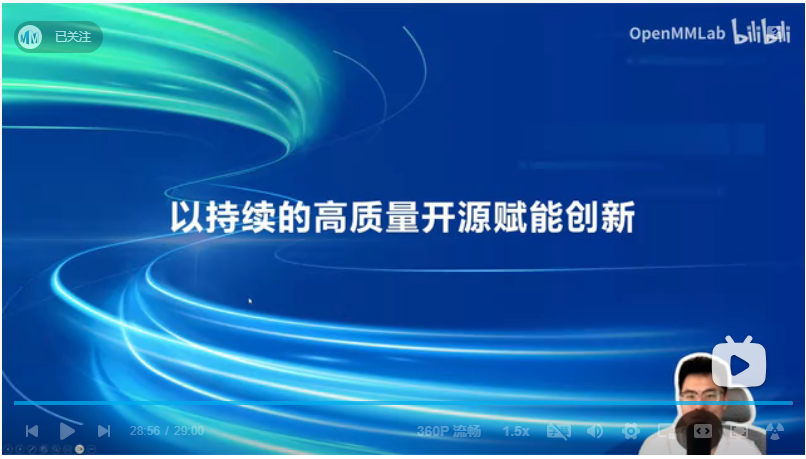 已关注
OpenMMLab bilibili
以持续的高质量开源赋能创新
28:56 / 29:00
360P 流畅
1.5x